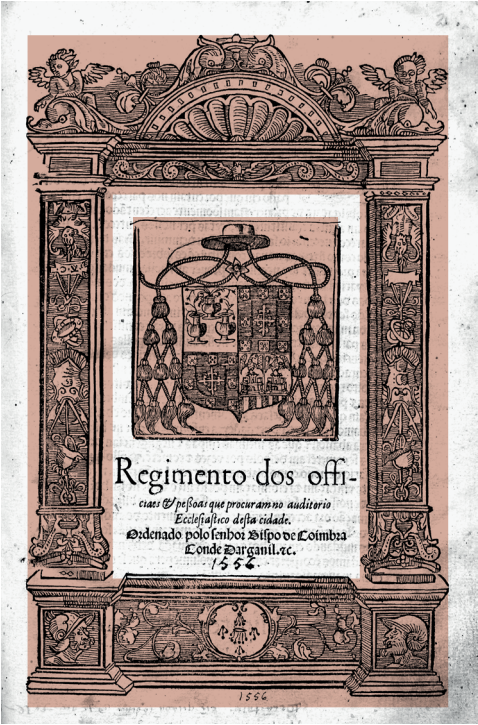 Regimento dos offi-
ciaes & peſſoas que procuram no auditorio
Eccleſiaſtico deſta cidade.
Ordenado polo ſenhor Biſpo de Coimbra
Conde Darganil. ⁊c.
1556.
1556